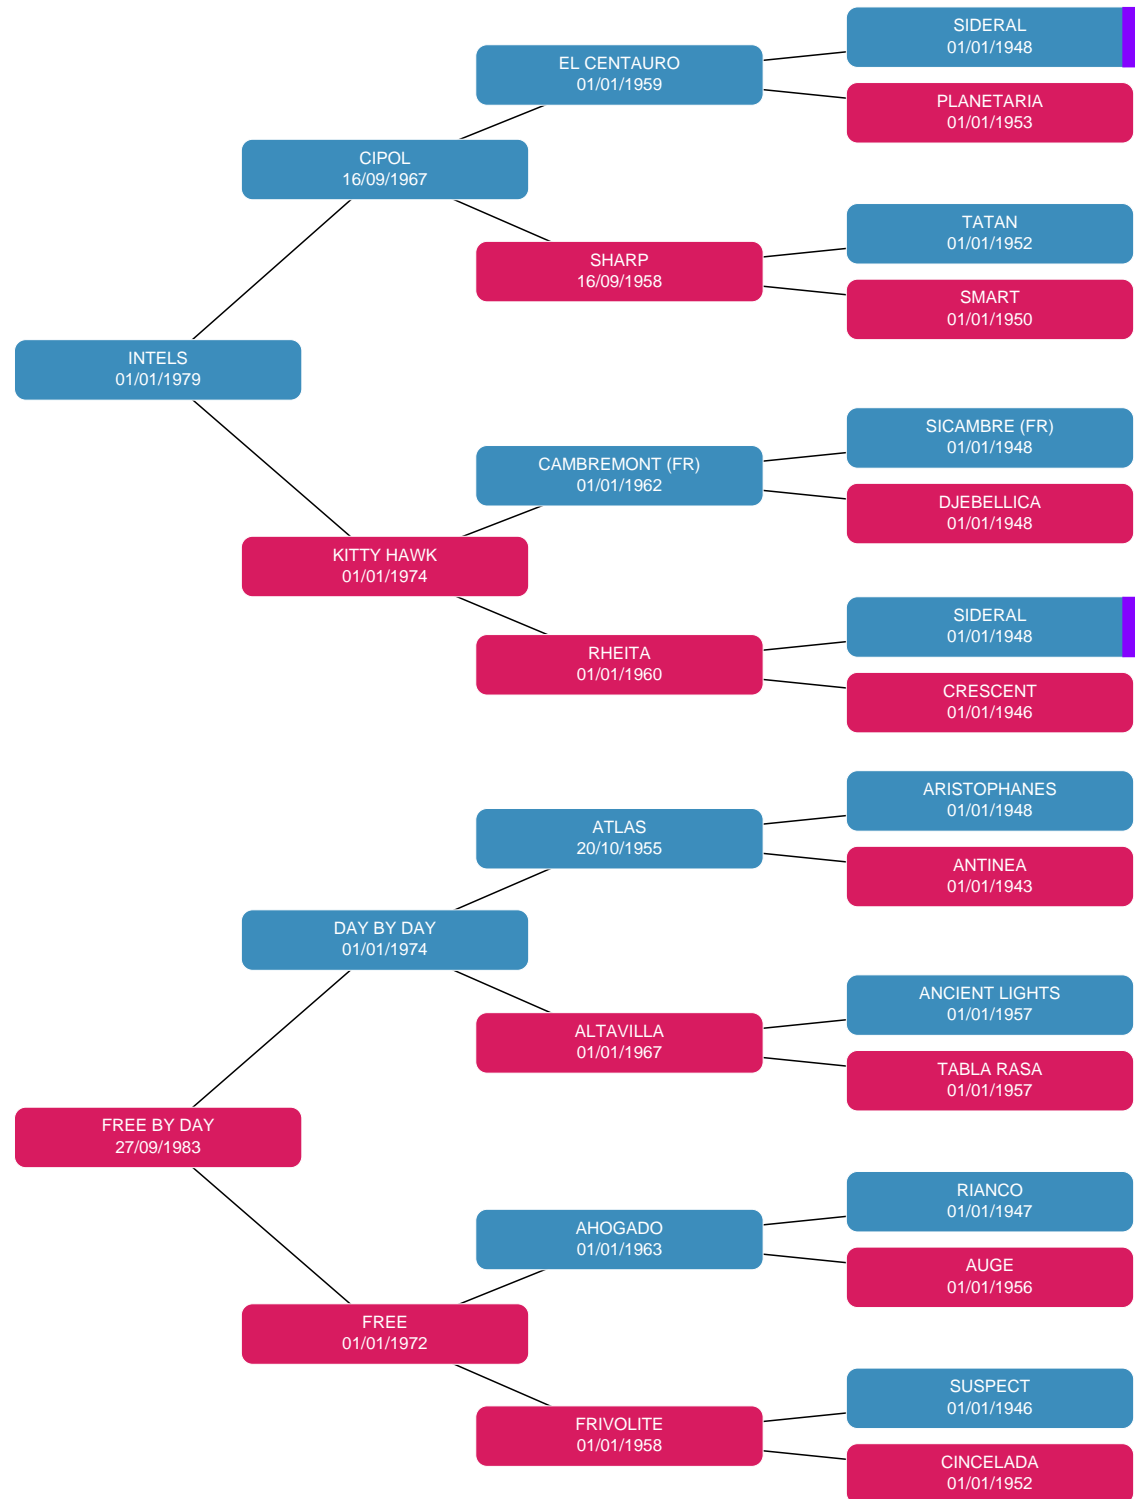 SIDERAL
01/01/1948
EL CENTAURO
01/01/1959
PLANETARIA
01/01/1953
CIPOL
16/09/1967
TATAN
01/01/1952
SHARP
16/09/1958
SMART
01/01/1950
INTELS
01/01/1979
SICAMBRE (FR)
01/01/1948
CAMBREMONT (FR)
01/01/1962
DJEBELLICA
01/01/1948
KITTY HAWK
01/01/1974
SIDERAL
01/01/1948
RHEITA
01/01/1960
CRESCENT
01/01/1946
ARISTOPHANES
01/01/1948
ATLAS
20/10/1955
ANTINEA
01/01/1943
DAY BY DAY
01/01/1974
ANCIENT LIGHTS
01/01/1957
ALTAVILLA
01/01/1967
TABLA RASA
01/01/1957
FREE BY DAY
27/09/1983
RIANCO
01/01/1947
AHOGADO
01/01/1963
AUGE
01/01/1956
FREE
01/01/1972
SUSPECT
01/01/1946
FRIVOLITE
01/01/1958
CINCELADA
01/01/1952